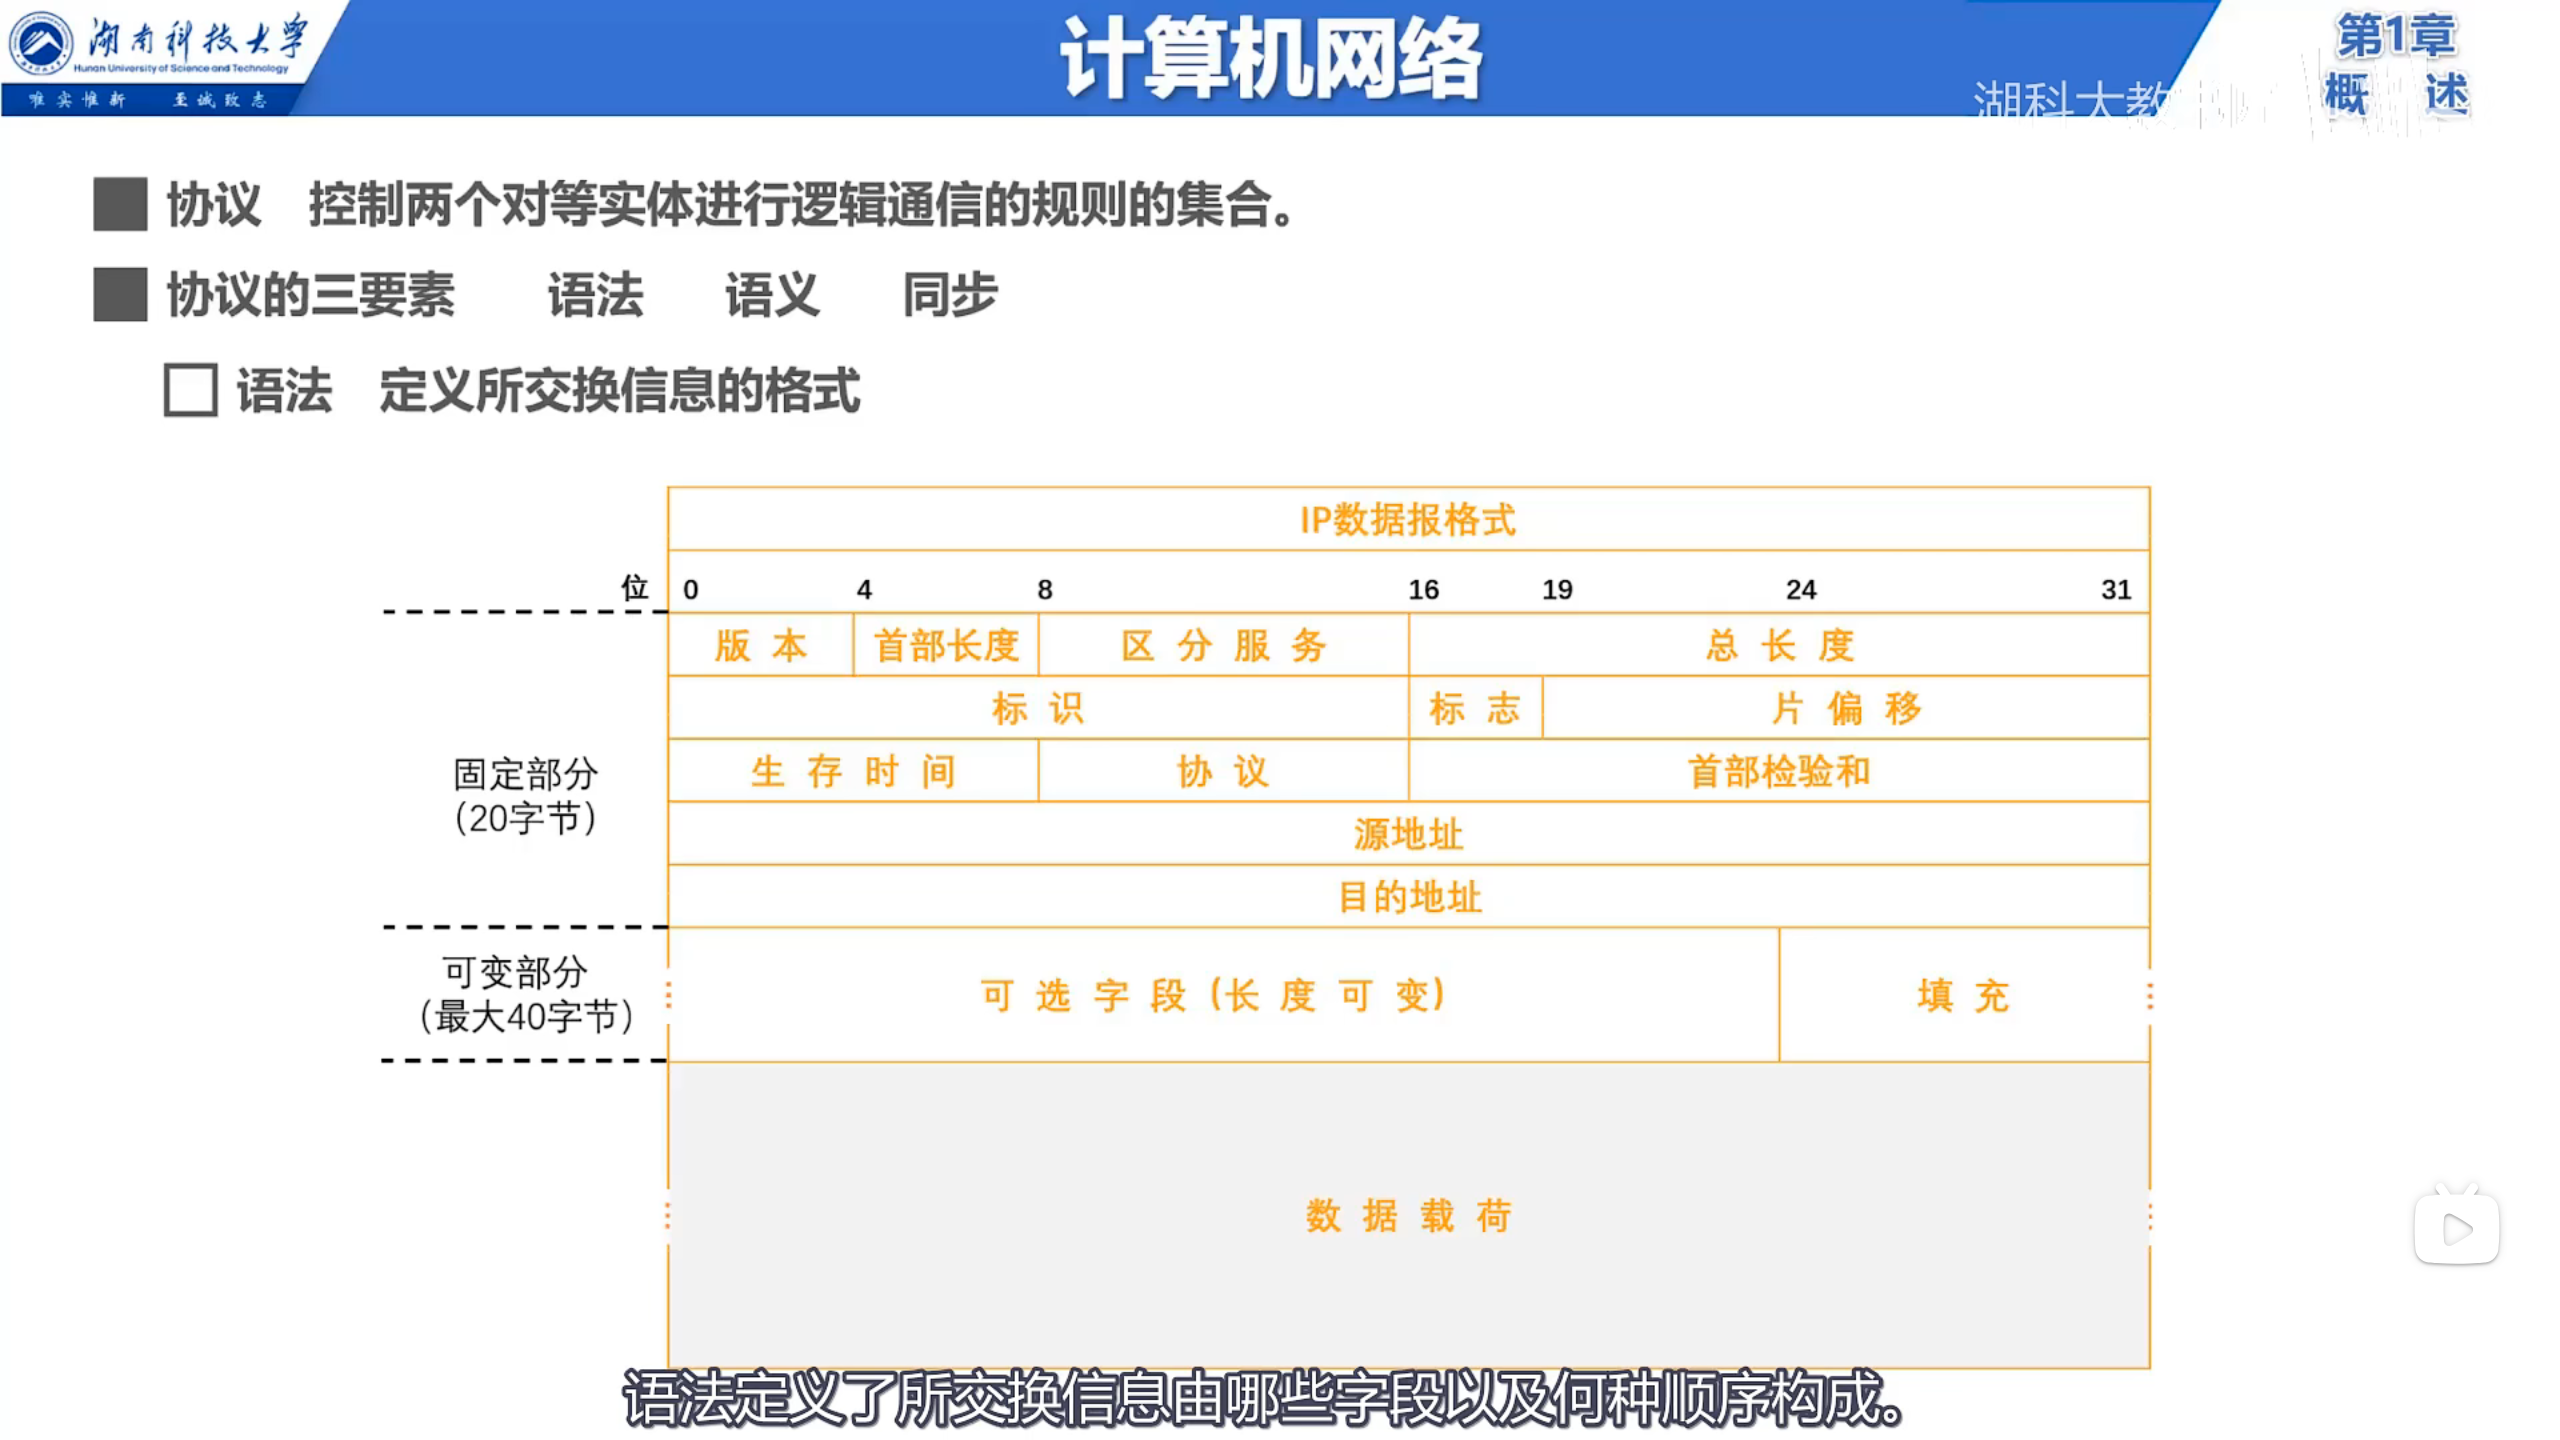 湖南科技大学
Hunan University of Science and Technology
唯实惟新 至诚致志
计算机网络
第1章
概 述
湖科大教
协议 控制两个对等实体进行逻辑通信的规则的集合。
协议的三要素 语法 语义 同步
语法 定义所交换信息的格式
IP数据报格式
位 0 4 8 16 19 24 31
版 本 首部长度 区 分 服 务 总 长 度
标 识 标 志 片 偏 移
生 存 时 间 协 议 首部检验和
源地址
目的地址
固定部分
（20字节）
可变部分
（最大40字节）
可 选 字 段（长 度 可 变） 填 充
数 据 载 荷
语法定义了所交换信息由哪些字段以及何种顺序构成。